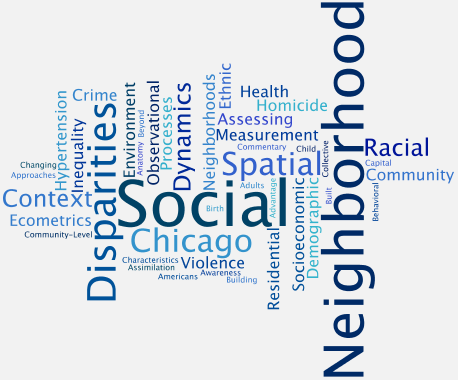 Neighborhood
Crime
Hypertension
Inequality
Disparities
Environment
Anatomy
Beyond
Observational
Processes
Dynamics
Neighborhoods
Ethnic
Health
Homicide
Assessing
Measurement
Commentary
Child
Collective
Racial
Capital
Community
Behavioral
Changing
Approaches
Context
Ecometrics
Community-Level
Social
Spatial
Adults
Advantage
Birth
Built
Socioeconomic
Demographic
Chicago
Residential
Characteristics
Assimilation
Violence
Americans
Awareness
Building